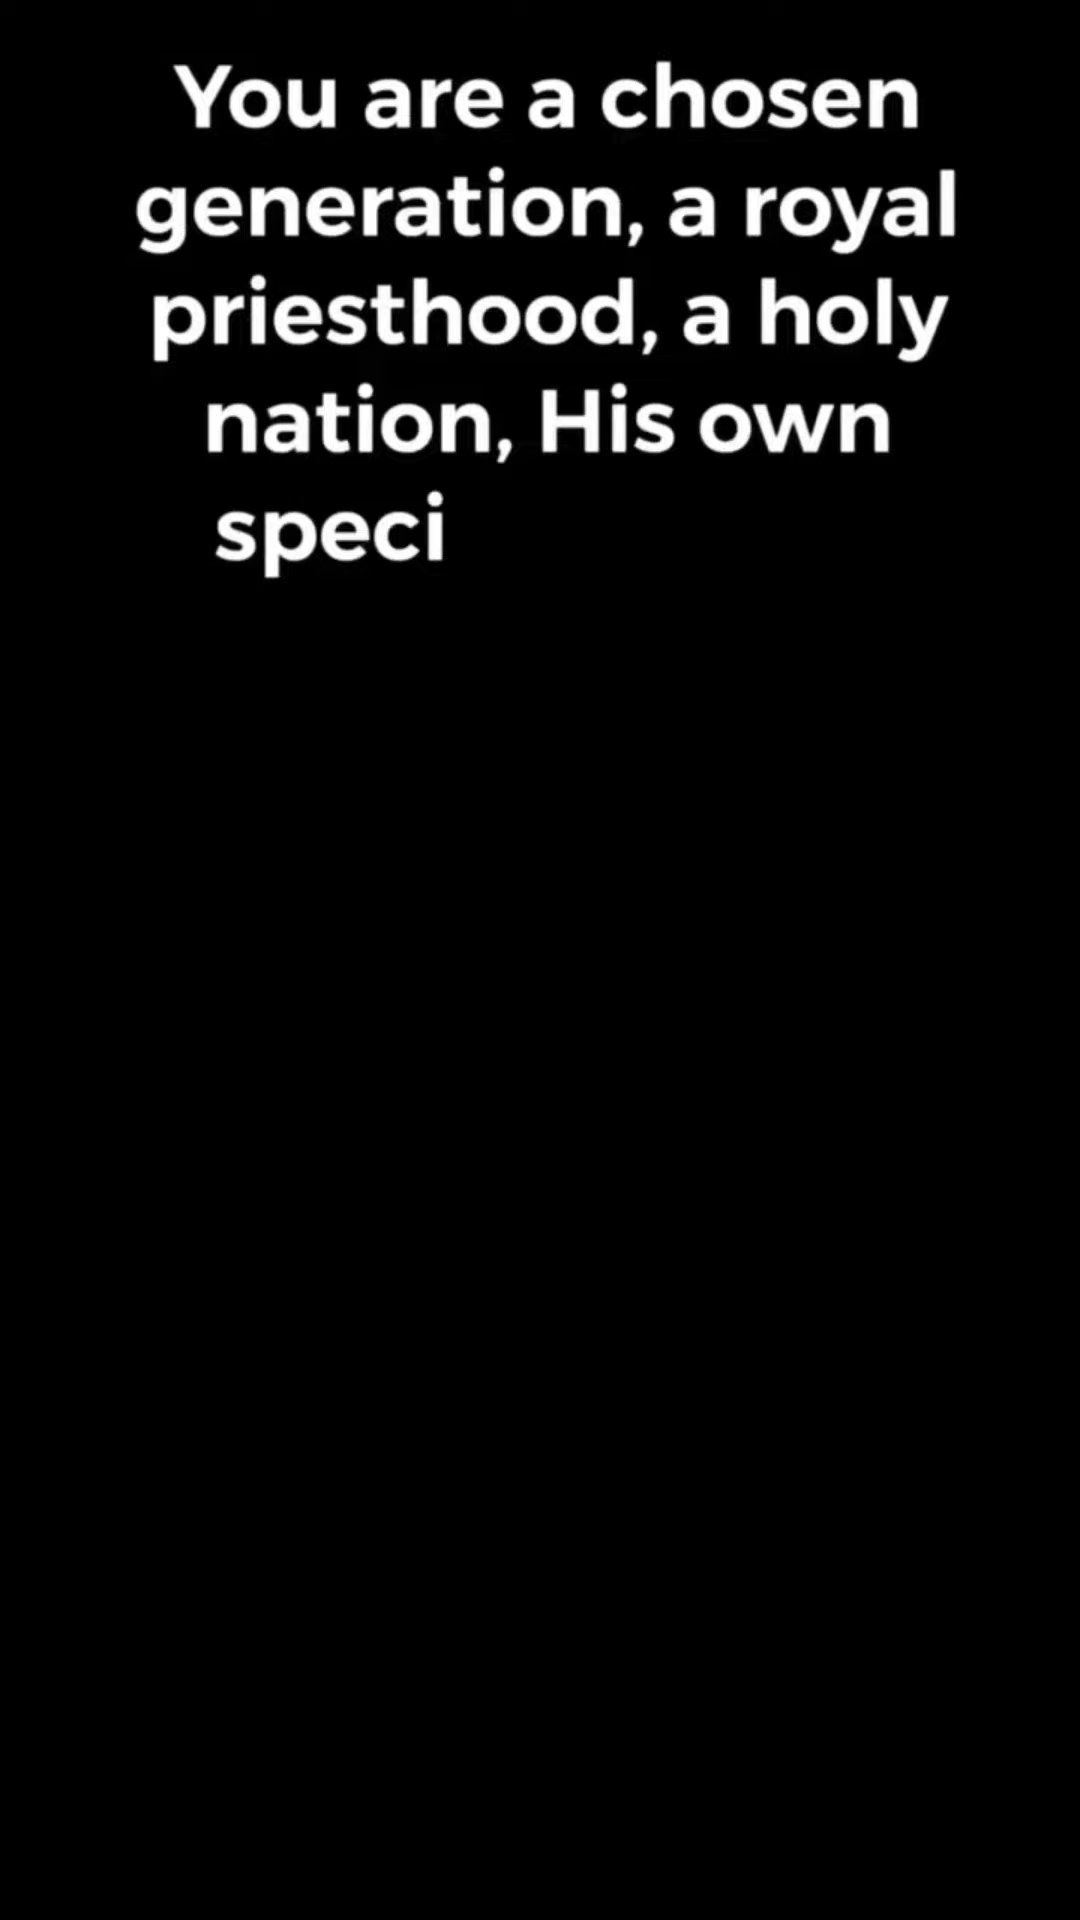 You are a chosen
generation, a royal
priesthood, a holy
nation, His own
speci